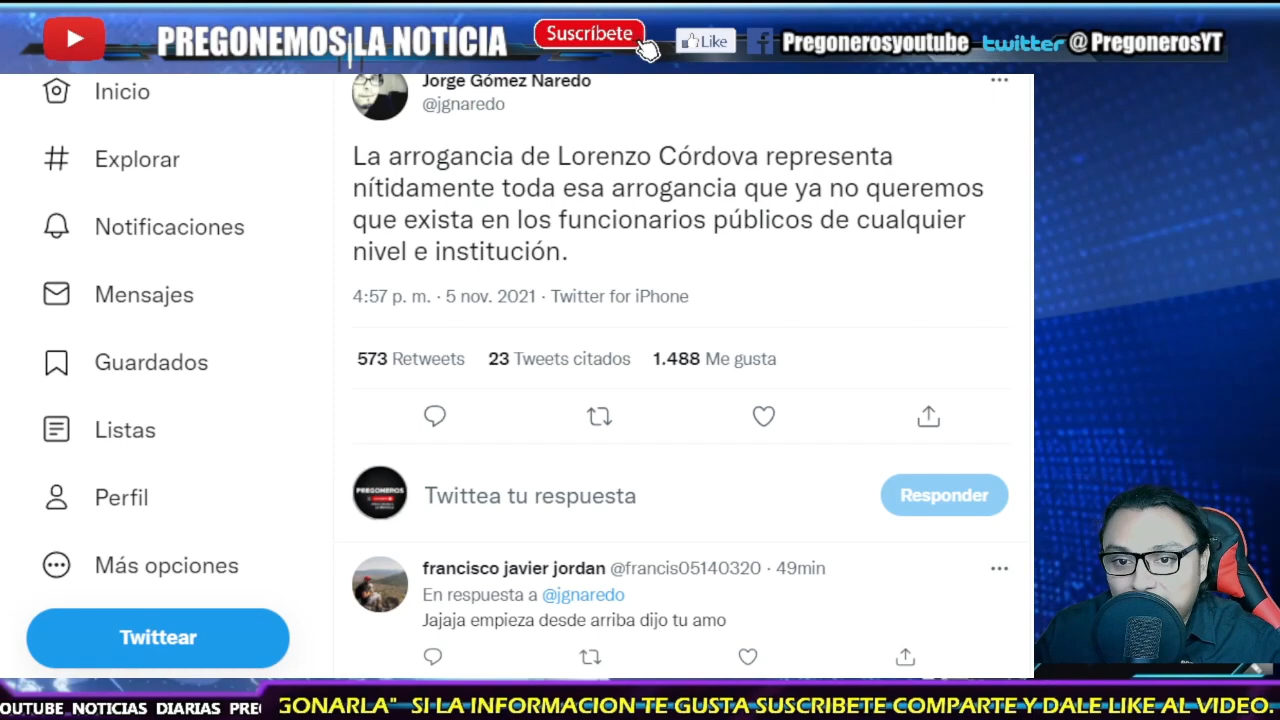 PREGONEMOS LA NOTICIA
Suscríbete
Like
Pregonerosyoutube
twitter @PregonerosYT
Inicio
Explorar
Notificaciones
Mensajes
Guardados
Listas
Perfil
Más opciones
Twittear
Jorge Gómez Naredo
@jgnaredo
La arrogancia de Lorenzo Córdova representa
nítidamente toda esa arrogancia que ya no queremos
que exista en los funcionarios públicos de cualquier
nivel e institución.
4:57 p. m. · 5 nov. 2021 · Twitter for iPhone
573 Retweets 23 Tweets citados 1.488 Me gusta
PREGONEROS
Twittea tu respuesta
Responder
francisco javier jordan @francis05140320 · 49min
En respuesta a @jgnaredo
Jajaja empieza desde arriba dijo tu amo
OUTUBE NOTICIAS DIARIAS PREG
GONARLA" SI LA INFORMACION TE GUSTA SUSCRIBETE COMPARTE Y DALE LIKE AL VIDEO.